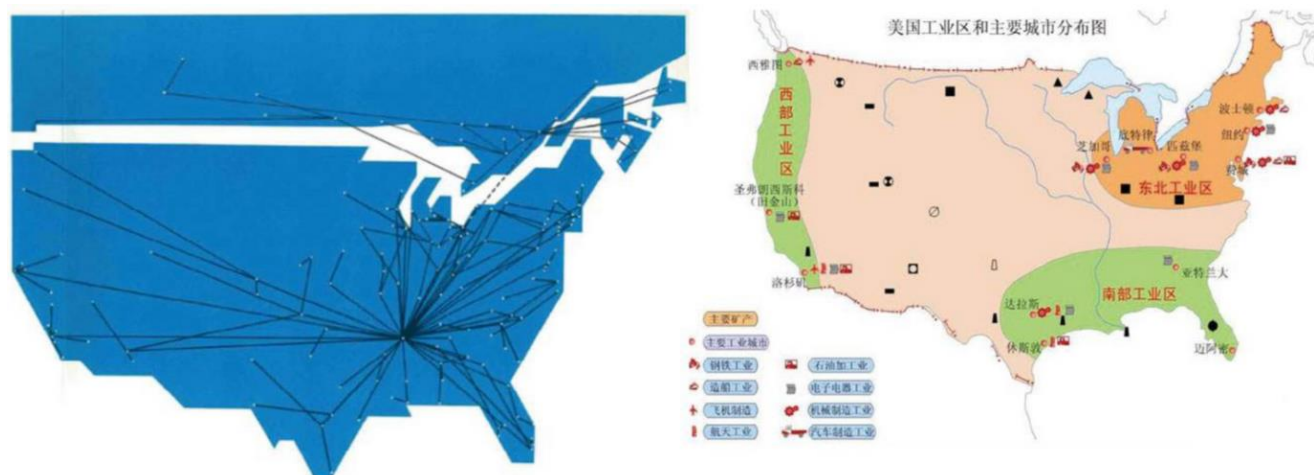 美国工业区和主要城市分布图
西雅图
西部工业区
圣弗朗西斯科
（旧金山）
洛杉矶
波士顿
纽约
底特律
芝加哥
匹兹堡
费城
东北工业区
亚特兰大
达拉斯
南部工业区
休斯敦
迈阿密
主要矿产
主要工业城市
钢铁工业
石油加工业
造船工业
电子电器工业
飞机制造
机械制造工业
航天工业
汽车制造工业